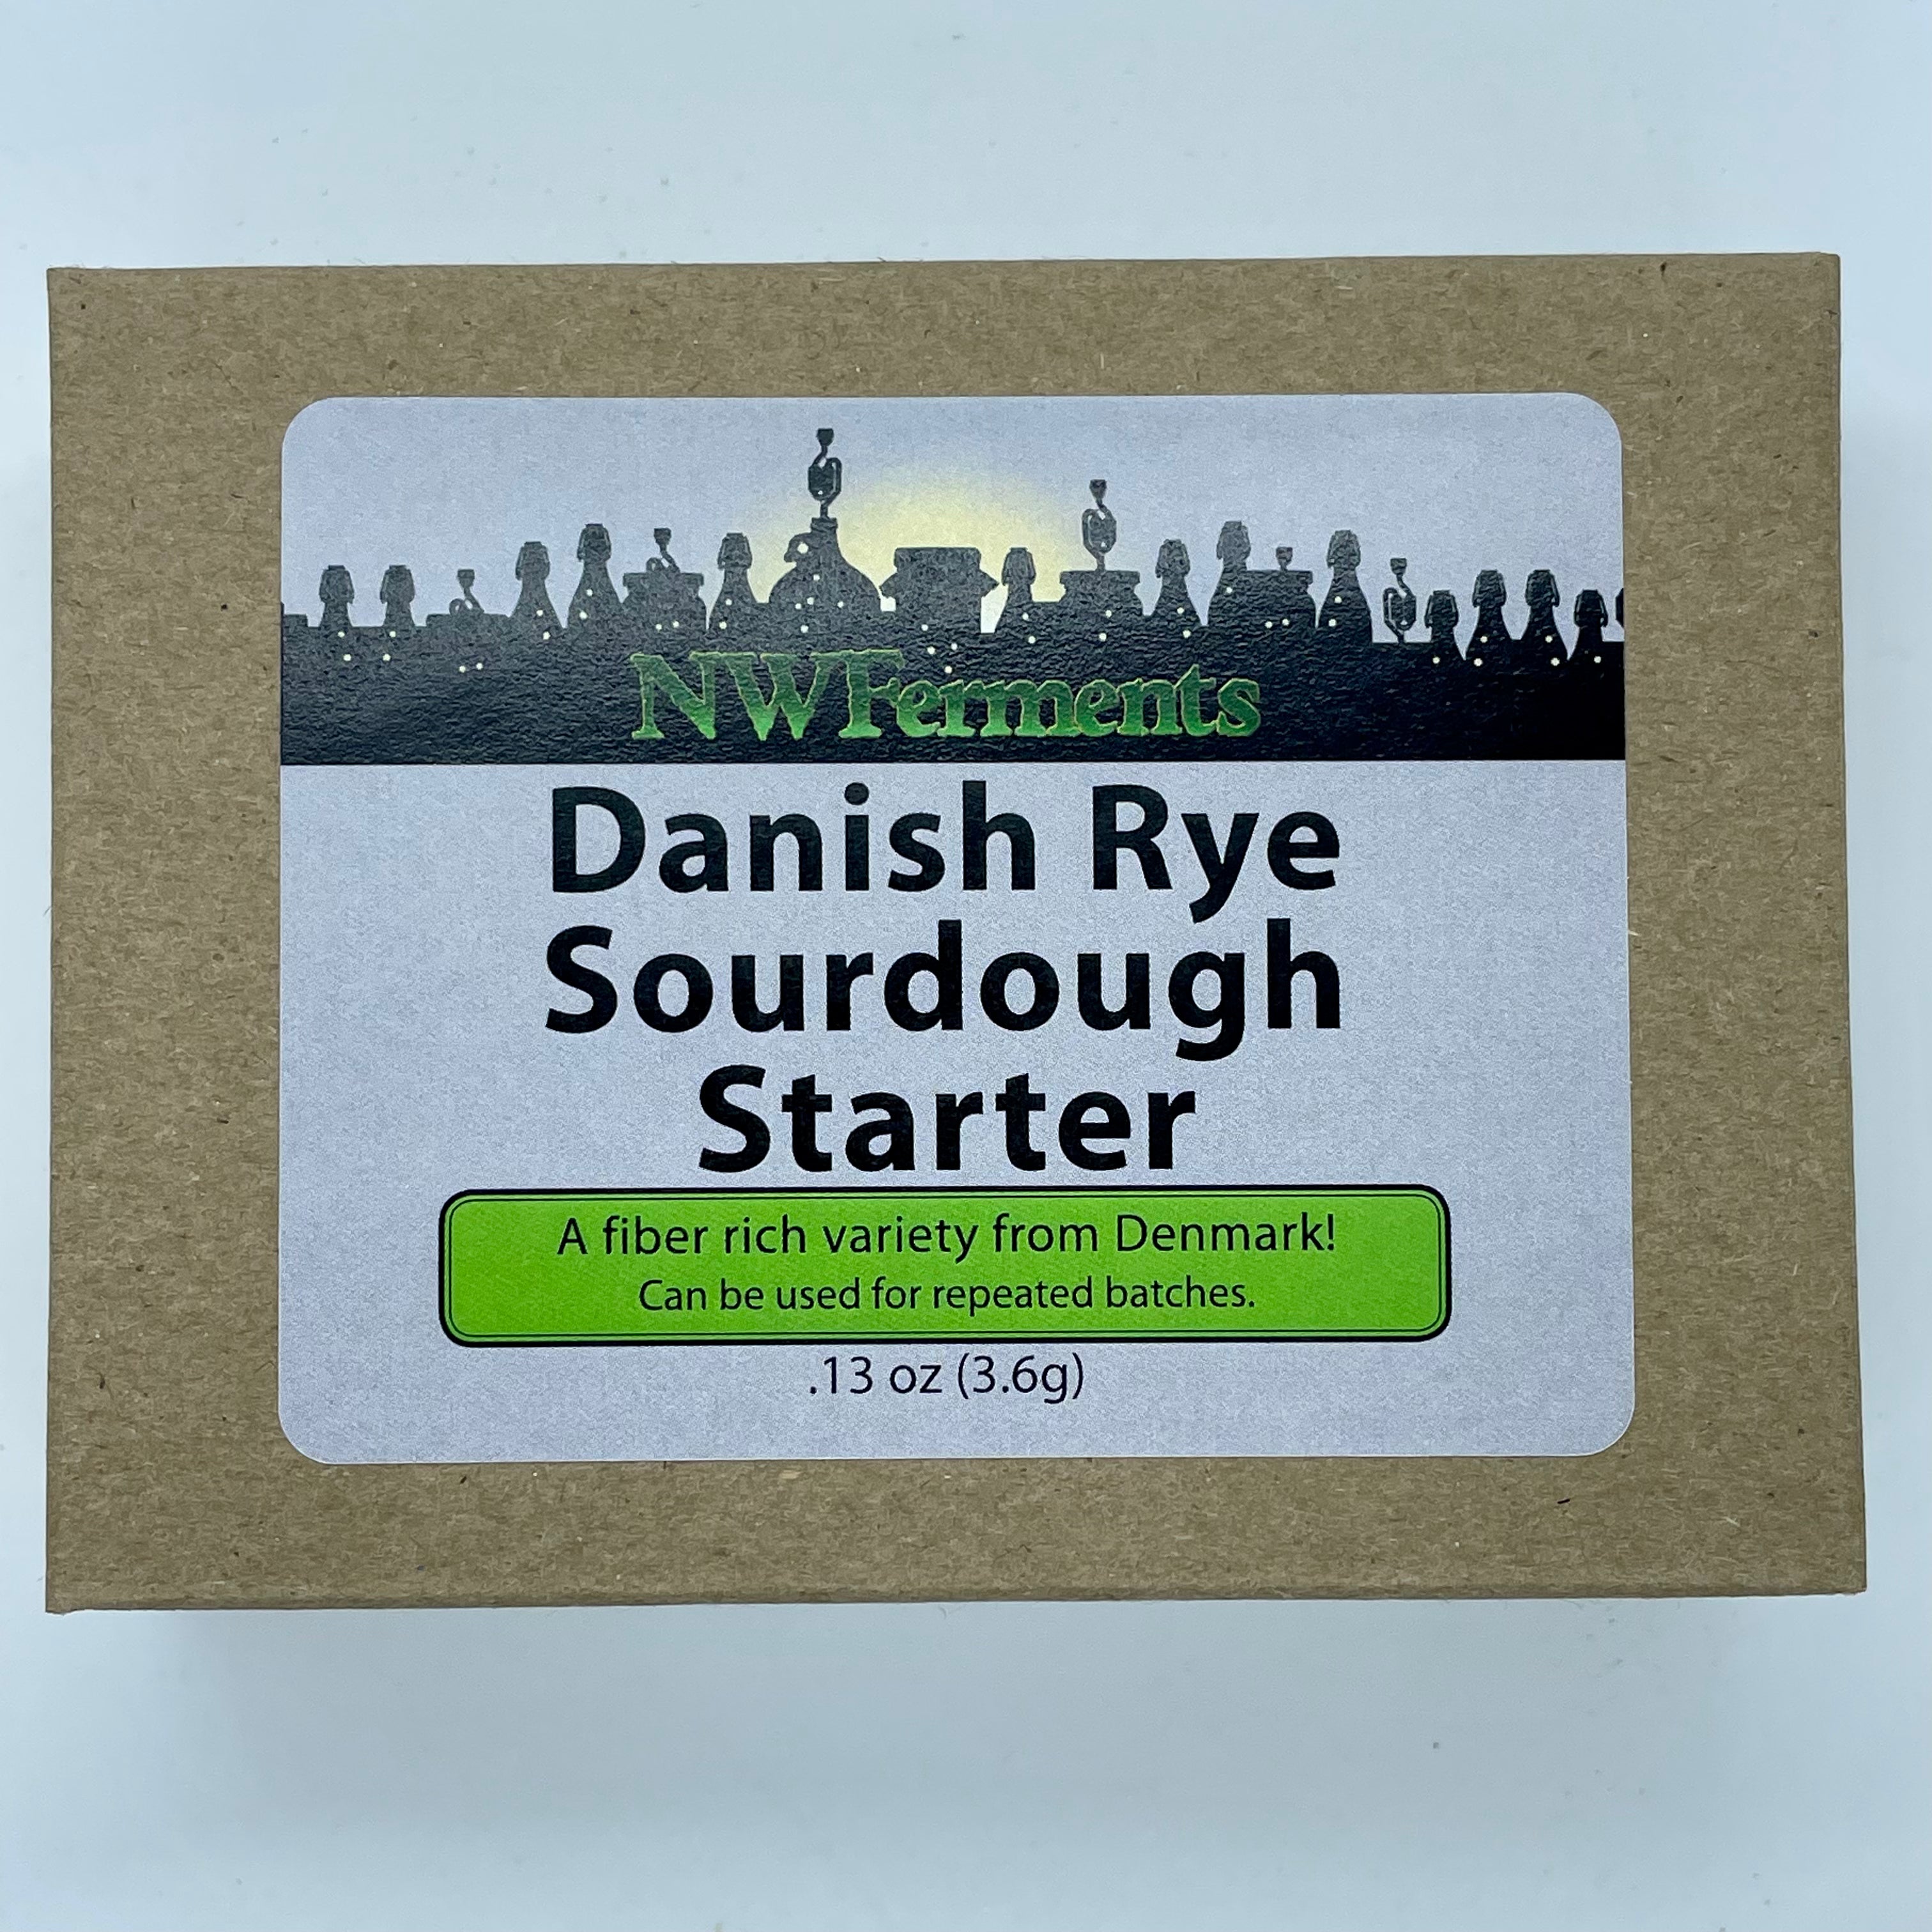 NWFerments
Danish Rye
Sourdough
Starter
A fiber rich variety from Denmark!
Can be used for repeated batches.
.13 oz (3.6g)